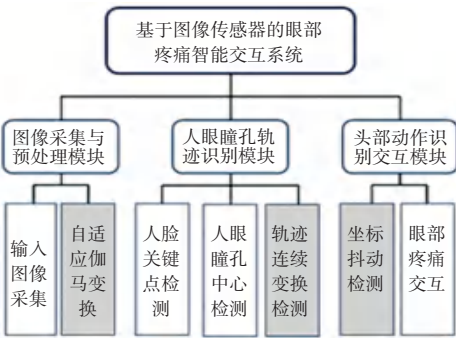 基于图像传感器的眼部
疼痛智能交互系统
图像采集与
预处理模块
人眼瞳孔轨
迹识别模块
头部动作识
别交互模块
输入
图像
采集
自适
应伽
马变
换
人脸
关键
点检
测
人眼
瞳孔
中心
检测
轨迹
连续
变换
检测
坐标
抖动
检测
眼部
疼痛
交互